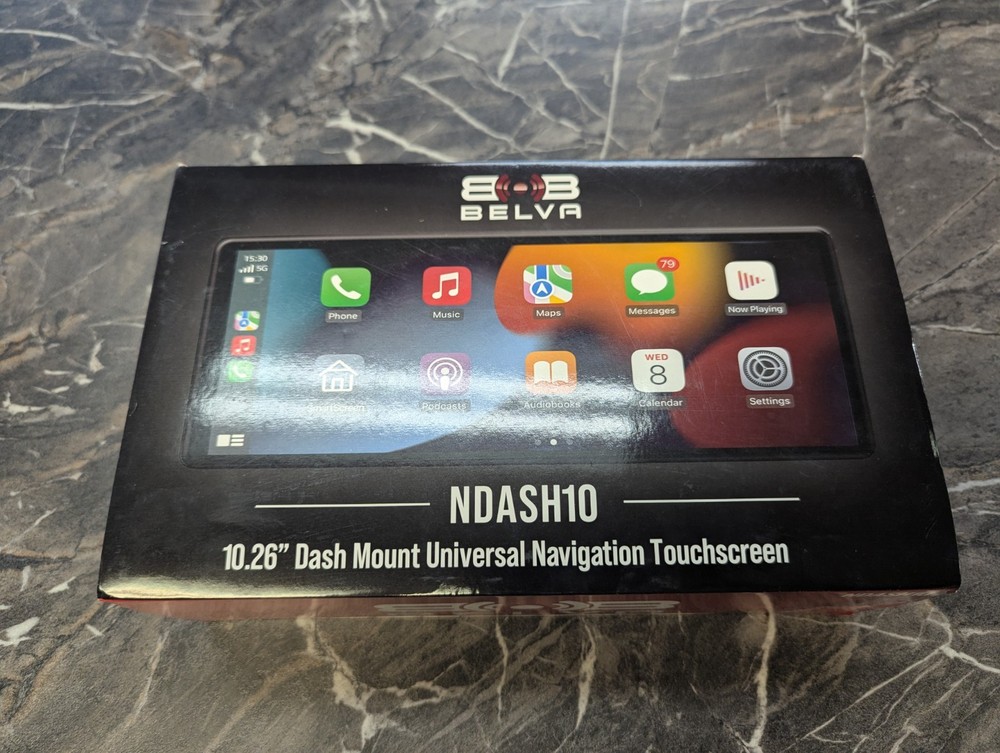 BELVA
15:30
5G
79
Phone
Music
Maps
Messages
Now Playing
WED
8
Podcasts
Audiobooks
Calendar
Settings
NDASH10
10.26” Dash Mount Universal Navigation Touchscreen